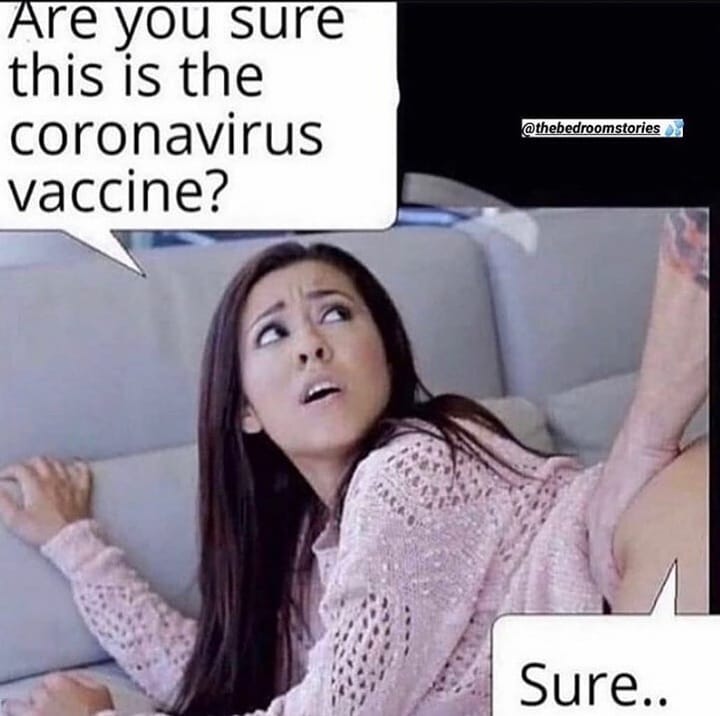 Are you sure
this is the
coronavirus
vaccine?
@thebedroomstories 💦
Sure..